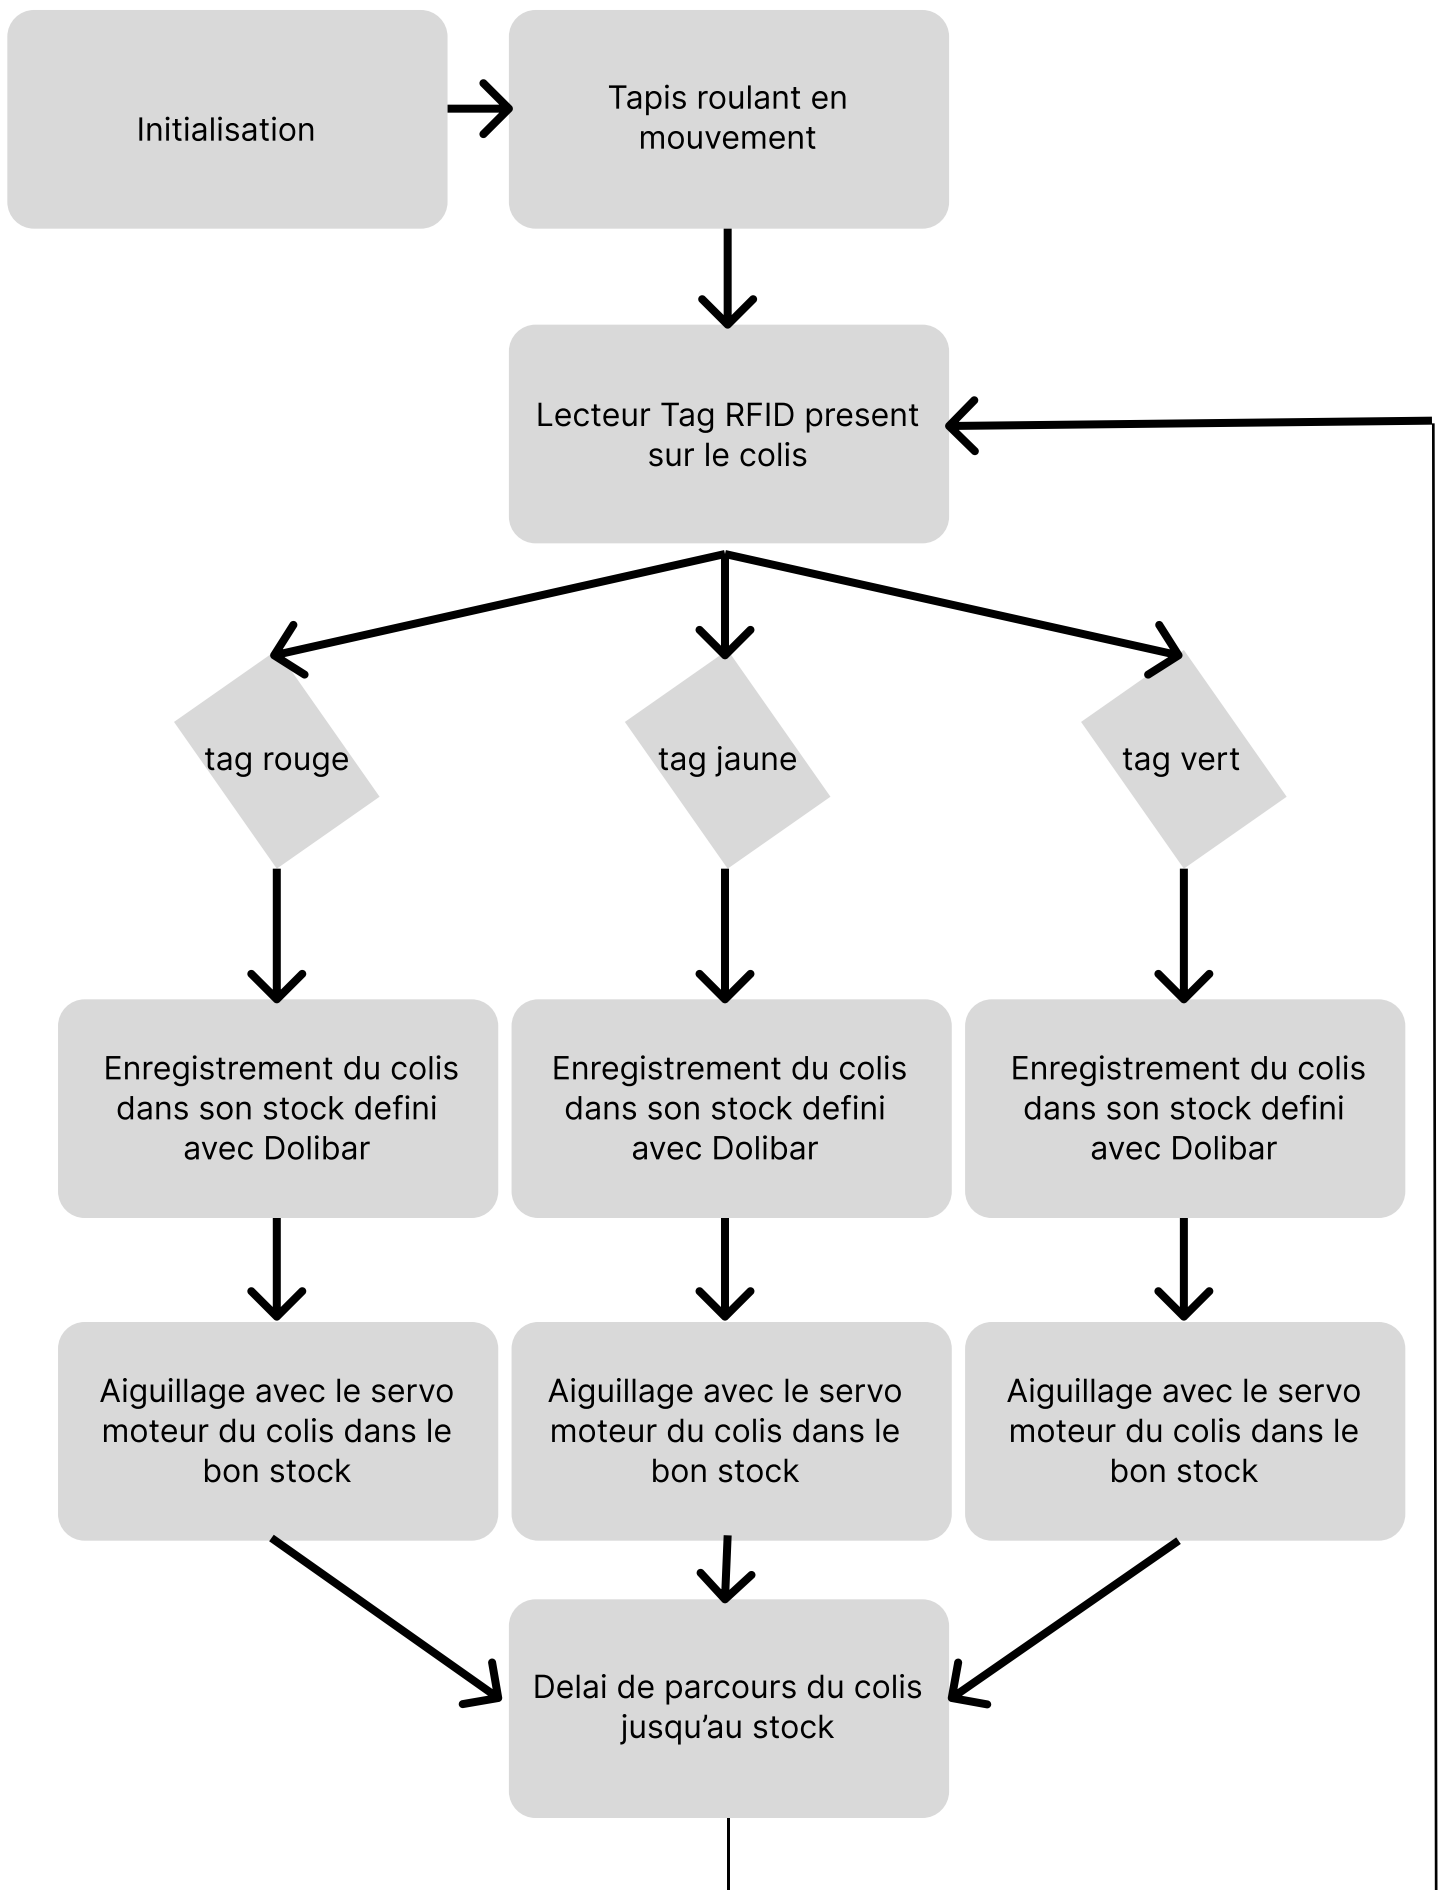 Initialisation
Tapis roulant en
mouvement
Lecteur Tag RFID present
sur le colis
tag rouge
tag jaune
tag vert
Enregistrement du colis
dans son stock defini
avec Dolibar
Enregistrement du colis
dans son stock defini
avec Dolibar
Enregistrement du colis
dans son stock defini
avec Dolibar
Aiguillage avec le servo
moteur du colis dans le
bon stock
Aiguillage avec le servo
moteur du colis dans le
bon stock
Aiguillage avec le servo
moteur du colis dans le
bon stock
Delai de parcours du colis
jusqu’au stock